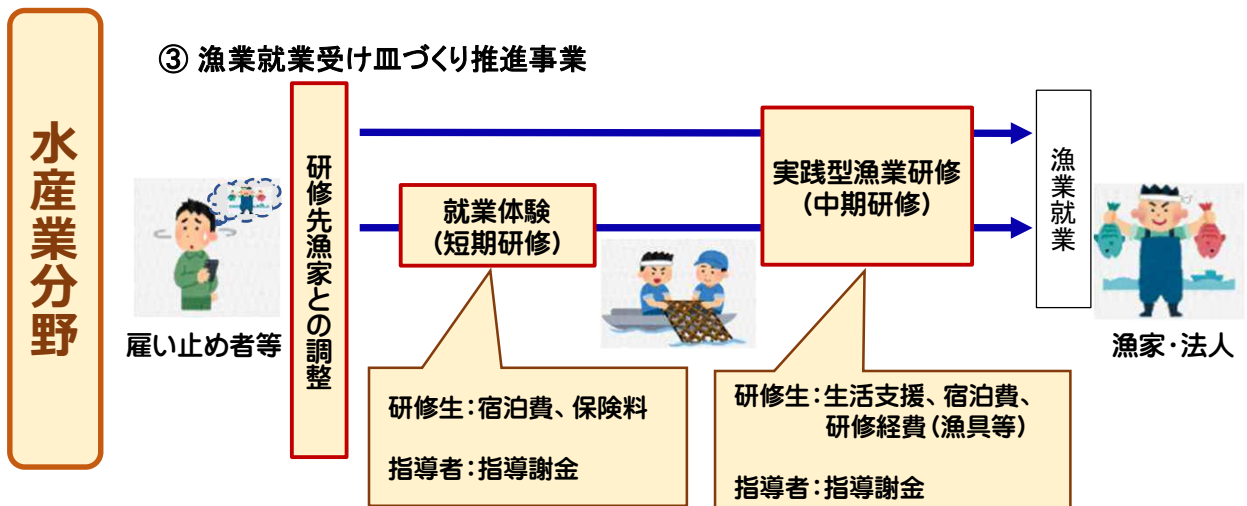 水産業分野
③ 漁業就業受け皿づくり推進事業
雇い止め者等
研修先漁家との調整
就業体験
(短期研修)
実践型漁業研修
(中期研修)
漁業就業
漁家・法人
研修生:宿泊費、保険料
指導者:指導謝金
研修生:生活支援、宿泊費、
研修経費(漁具等)
指導者:指導謝金